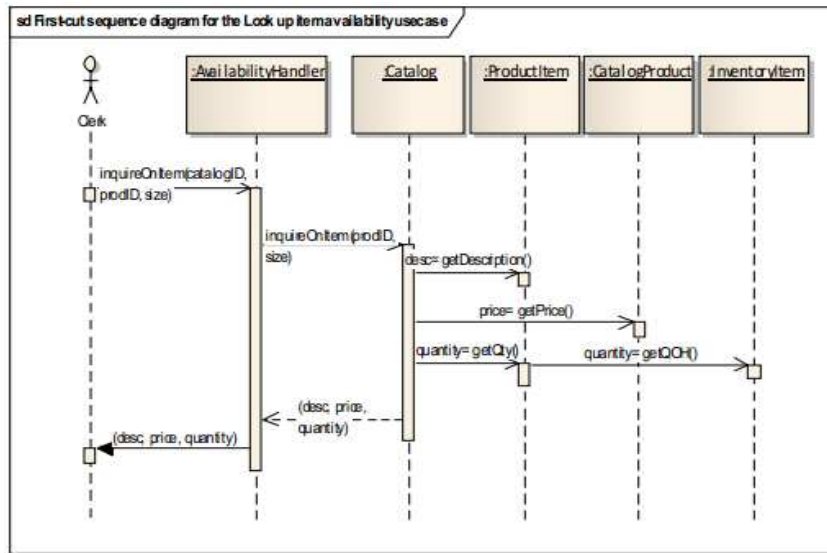 sd First-cut sequence diagram for the Look up item availability usecase
:AvailabilityHandler
:Catalog
:ProductItem
:CatalogProduct
:InventoryItem
Clerk
inquireOnItem(catalogID,
prodID, size)
inquireOnItem(prodID,
size)
desc= getDescription()
price= getPrice()
quantity= getQty()
quantity= getQOH()
(desc, price,
quantity)
(desc, price, quantity)